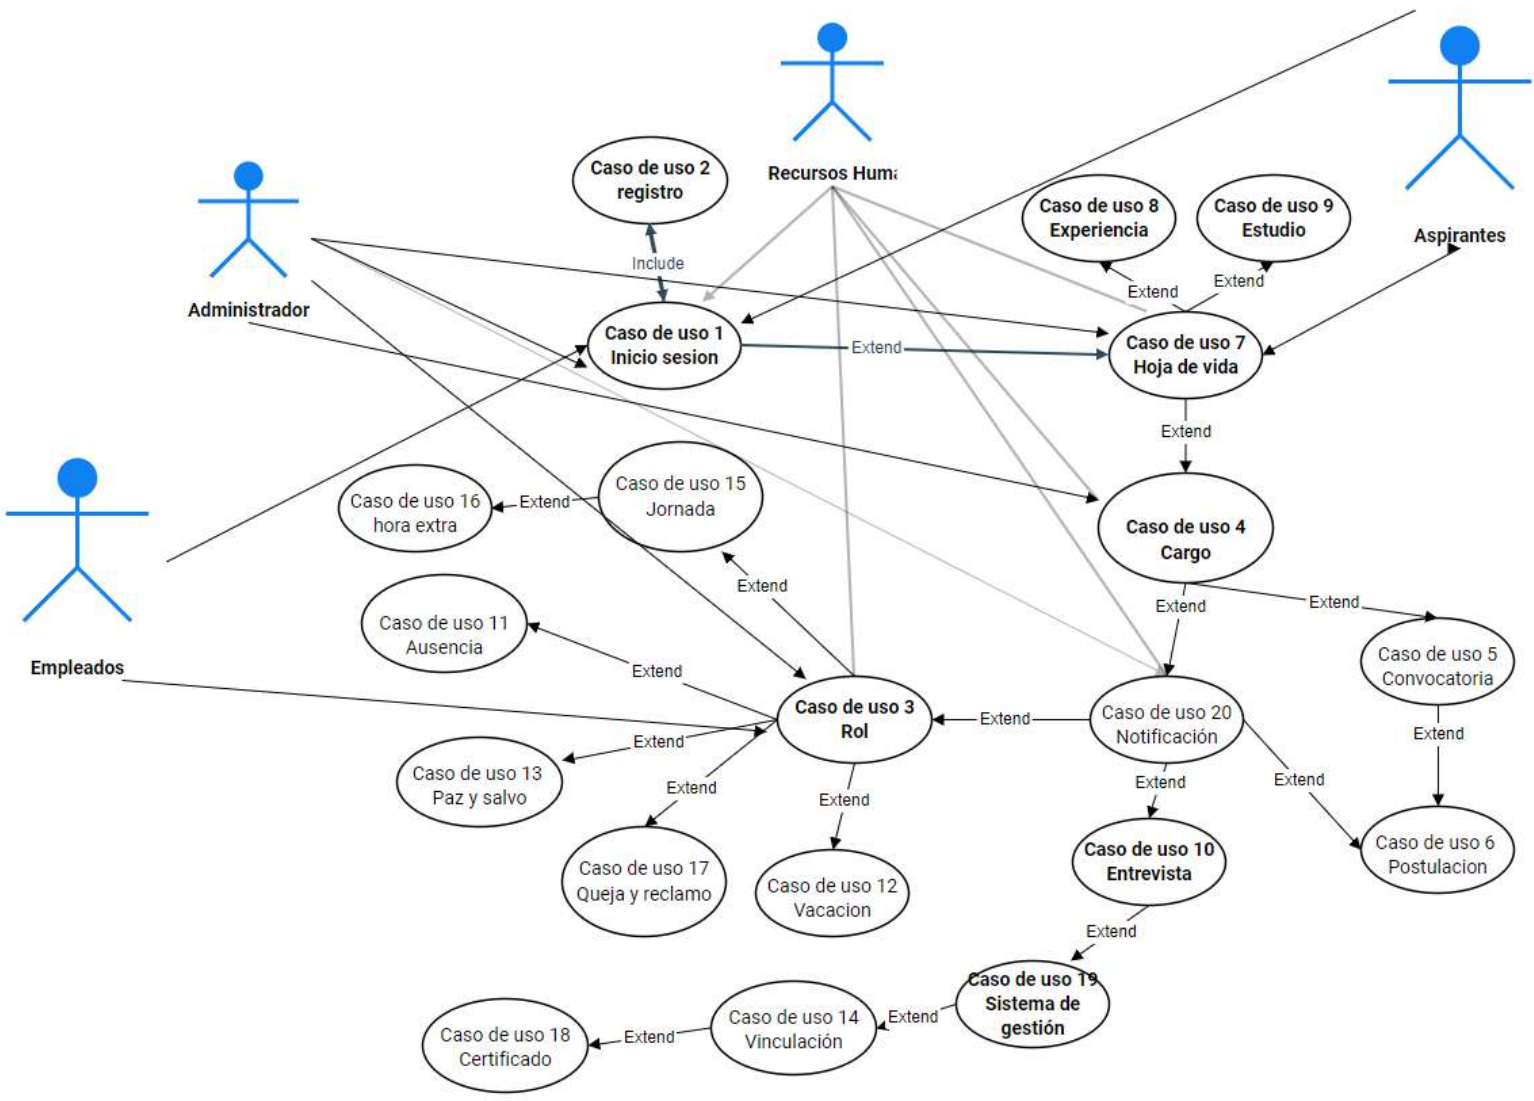 Caso de uso 2
registro
Recursos Huma
Caso de uso 8
Experiencia
Caso de uso 9
Estudio
Aspirantes
Include
Extend
Extend
Administrador
Caso de uso 1
Inicio sesion
Extend
Caso de uso 7
Hoja de vida
Extend
Caso de uso 16
hora extra
Extend
Caso de uso 15
Jornada
Caso de uso 4
Cargo
Extend
Extend
Extend
Caso de uso 11
Ausencia
Empleados
Extend
Caso de uso 5
Convocatoria
Caso de uso 3
Rol
Extend
Caso de uso 20
Notificación
Extend
Extend
Caso de uso 13
Paz y salvo
Extend
Extend
Extend
Extend
Caso de uso 17
Queja y reclamo
Caso de uso 12
Vacacion
Caso de uso 10
Entrevista
Caso de uso 6
Postulacion
Extend
Caso de uso 19
Sistema de
gestión
Extend
Caso de uso 14
Vinculación
Extend
Caso de uso 18
Certificado